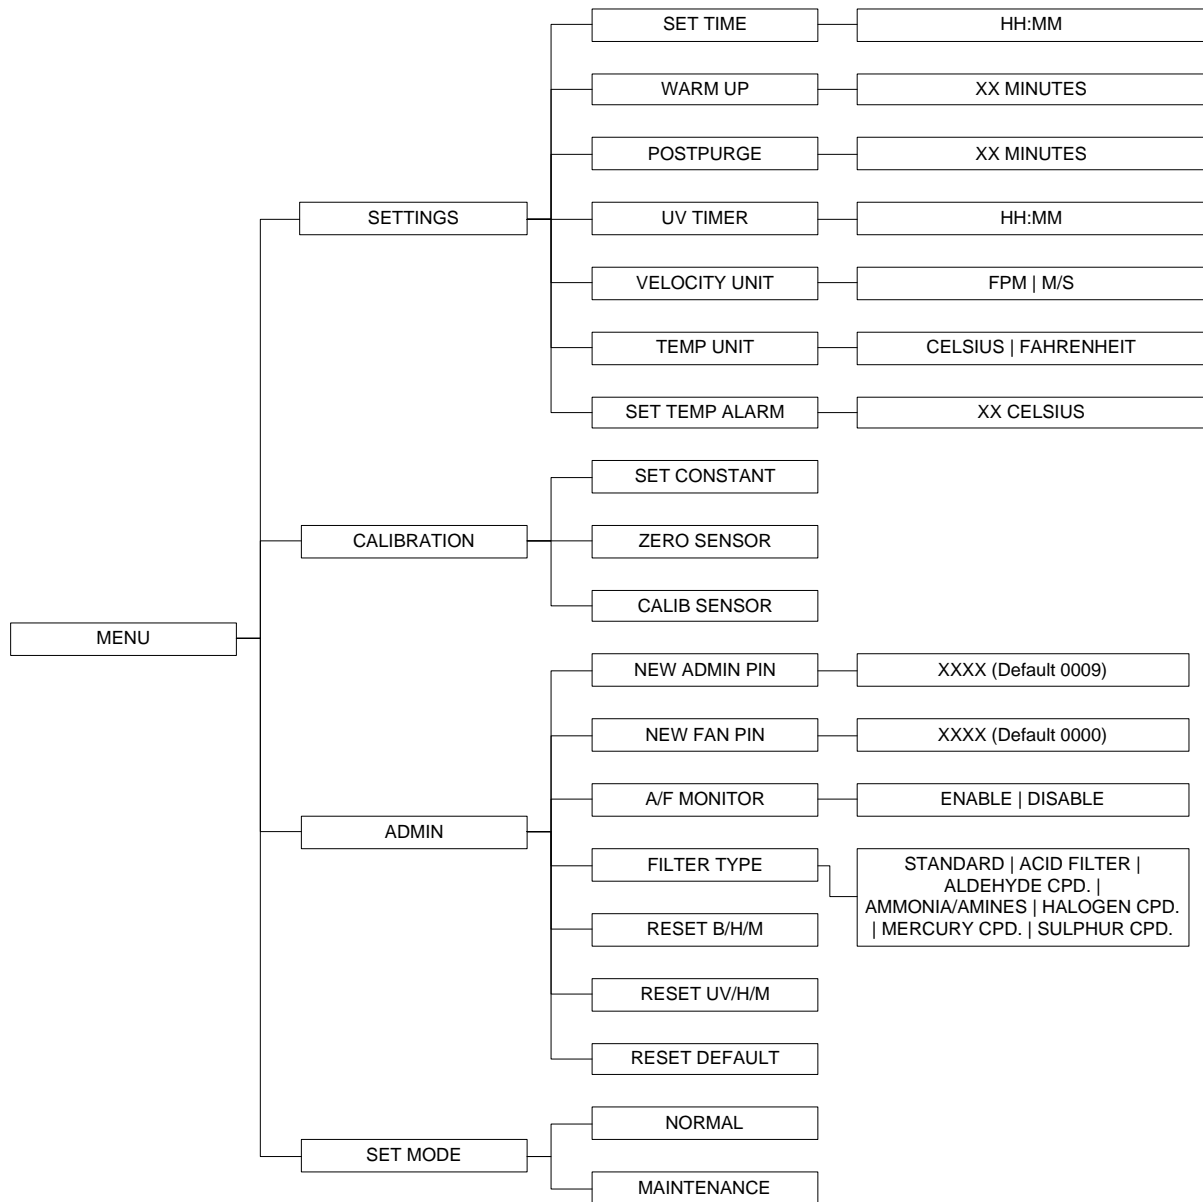 SET TIME
HH:MM
WARM UP
XX MINUTES
POSTPURGE
XX MINUTES
SETTINGS
UV TIMER
HH:MM
VELOCITY UNIT
FPM | M/S
TEMP UNIT
CELSIUS | FAHRENHEIT
SET TEMP ALARM
XX CELSIUS
SET CONSTANT
CALIBRATION
ZERO SENSOR
CALIB SENSOR
MENU
NEW ADMIN PIN
XXXX (Default 0009)
NEW FAN PIN
XXXX (Default 0000)
A/F MONITOR
ENABLE | DISABLE
ADMIN
FILTER TYPE
STANDARD | ACID FILTER |
ALDEHYDE CPD. |
AMMONIA/AMINES | HALOGEN CPD.
| MERCURY CPD. | SULPHUR CPD.
RESET B/H/M
RESET UV/H/M
RESET DEFAULT
NORMAL
SET MODE
MAINTENANCE